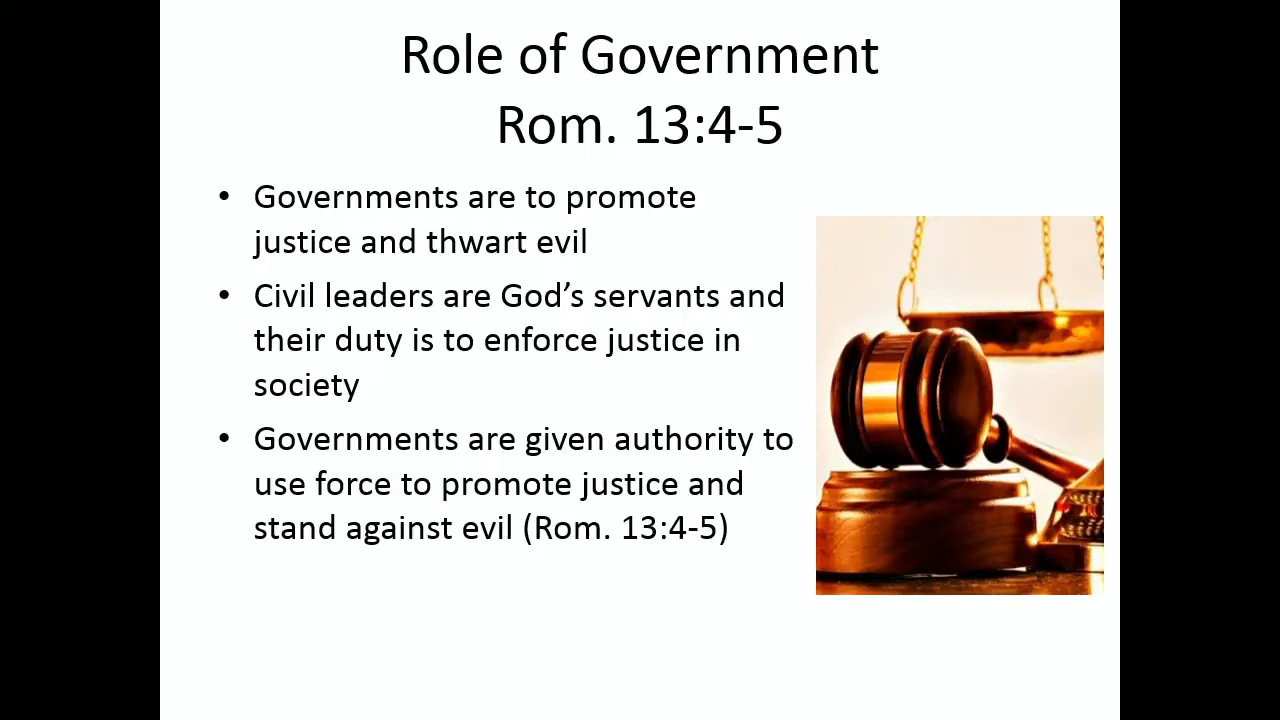 Role of Government
Rom. 13:4-5
• Governments are to promote
justice and thwart evil
• Civil leaders are God’s servants and
their duty is to enforce justice in
society
• Governments are given authority to
use force to promote justice and
stand against evil (Rom. 13:4-5)